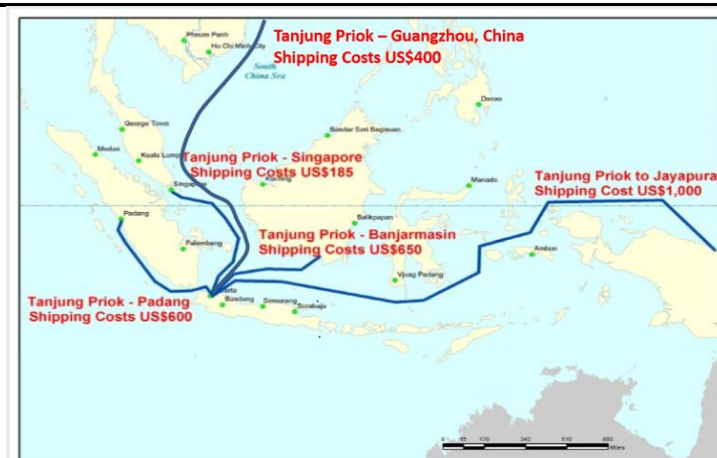 Tanjung Priok – Guangzhou, China
Shipping Costs US$400
Phnom Penh
Ho Chi Minh City
South
China Sea
Davao
George Town
Bandar Seri Begawan
Medan
Kuala Lump
Tanjung Priok - Singapore
Shipping Costs US$185
Kuching
Singapore
Manado
Tanjung Priok to Jayapura
Shipping Cost US$1,000
Padang
Balikpapan
Palembang
Tanjung Priok - Banjarmasin
Shipping Costs US$650
Ambon
Ujung Padang
Tanjung Priok - Padang
Shipping Costs US$600
Bandung
Semarang
Surabaja
Miles